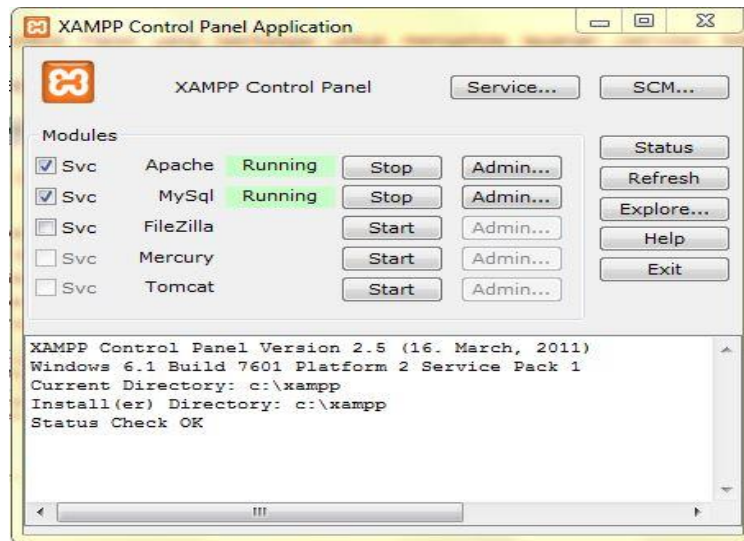 XAMPP Control Panel Application
XAMPP Control Panel Service... SCM...
Modules
Svc Apache Running Stop Admin...
Svc MySql Running Stop Admin...
Svc FileZilla Start Admin...
Svc Mercury Start Admin...
Svc Tomcat Start Admin...
Status
Refresh
Explore...
Help
Exit
XAMPP Control Panel Version 2.5 (16. March, 2011)
Windows 6.1 Build 7601 Platform 2 Service Pack 1
Current Directory: c:\xampp
Install(er) Directory: c:\xampp
Status Check OK